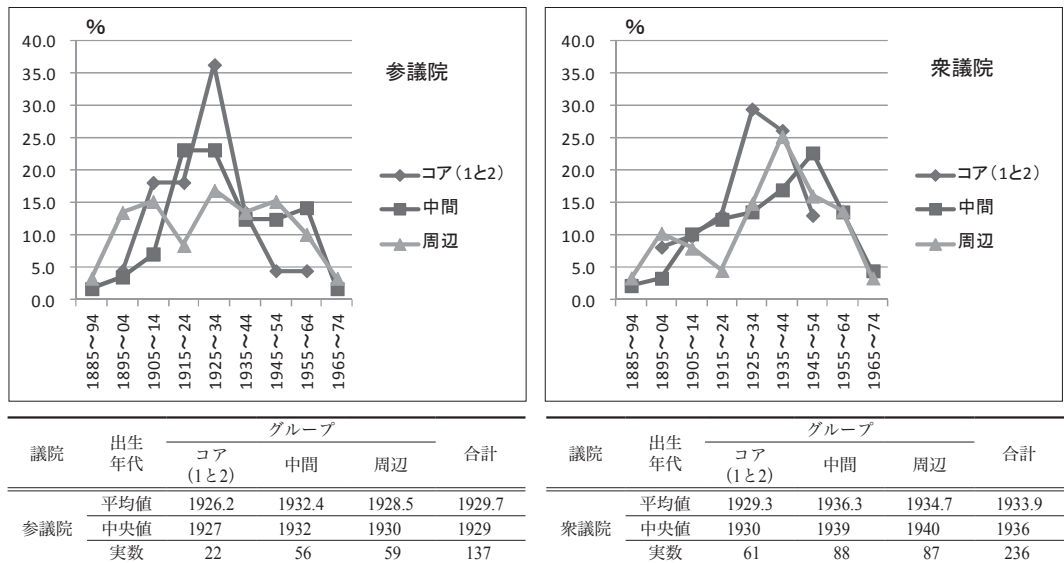 %
40.0
35.0
30.0
25.0
20.0
15.0
10.0
5.0
0.0
参議院
コア(1と2)
中間
周辺
1885~94
1895~04
1905~14
1915~24
1925~34
1935~44
1945~54
1955~64
1965~74
%
40.0
35.0
30.0
25.0
20.0
15.0
10.0
5.0
0.0
衆議院
コア(1と2)
中間
周辺
1885~94
1895~04
1905~14
1915~24
1925~34
1935~44
1945~54
1955~64
1965~74
議院 出生年代 グループ 合計
コア(1と2) 中間 周辺
参議院
平均値 1926.2 1932.4 1928.5 1929.7
中央値 1927 1932 1930 1929
実数 22 56 59 137
議院 出生年代 グループ 合計
コア(1と2) 中間 周辺
衆議院
平均値 1929.3 1936.3 1934.7 1933.9
中央値 1930 1939 1940 1936
実数 61 88 87 236